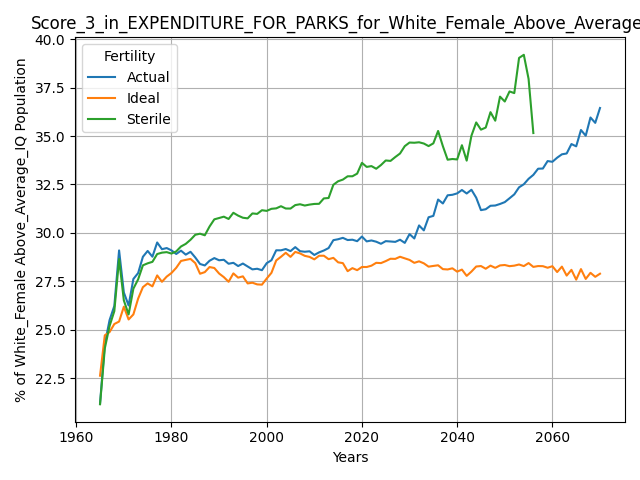 Score_3_in_EXPENDITURE_FOR_PARKS_for_White_Female_Above_Average
% of White_Female Above_Average_IQ Population
40.0
37.5
35.0
32.5
30.0
27.5
25.0
22.5
Fertility
Actual
Ideal
Sterile
1960 1980 2000 2020 2040 2060
Years